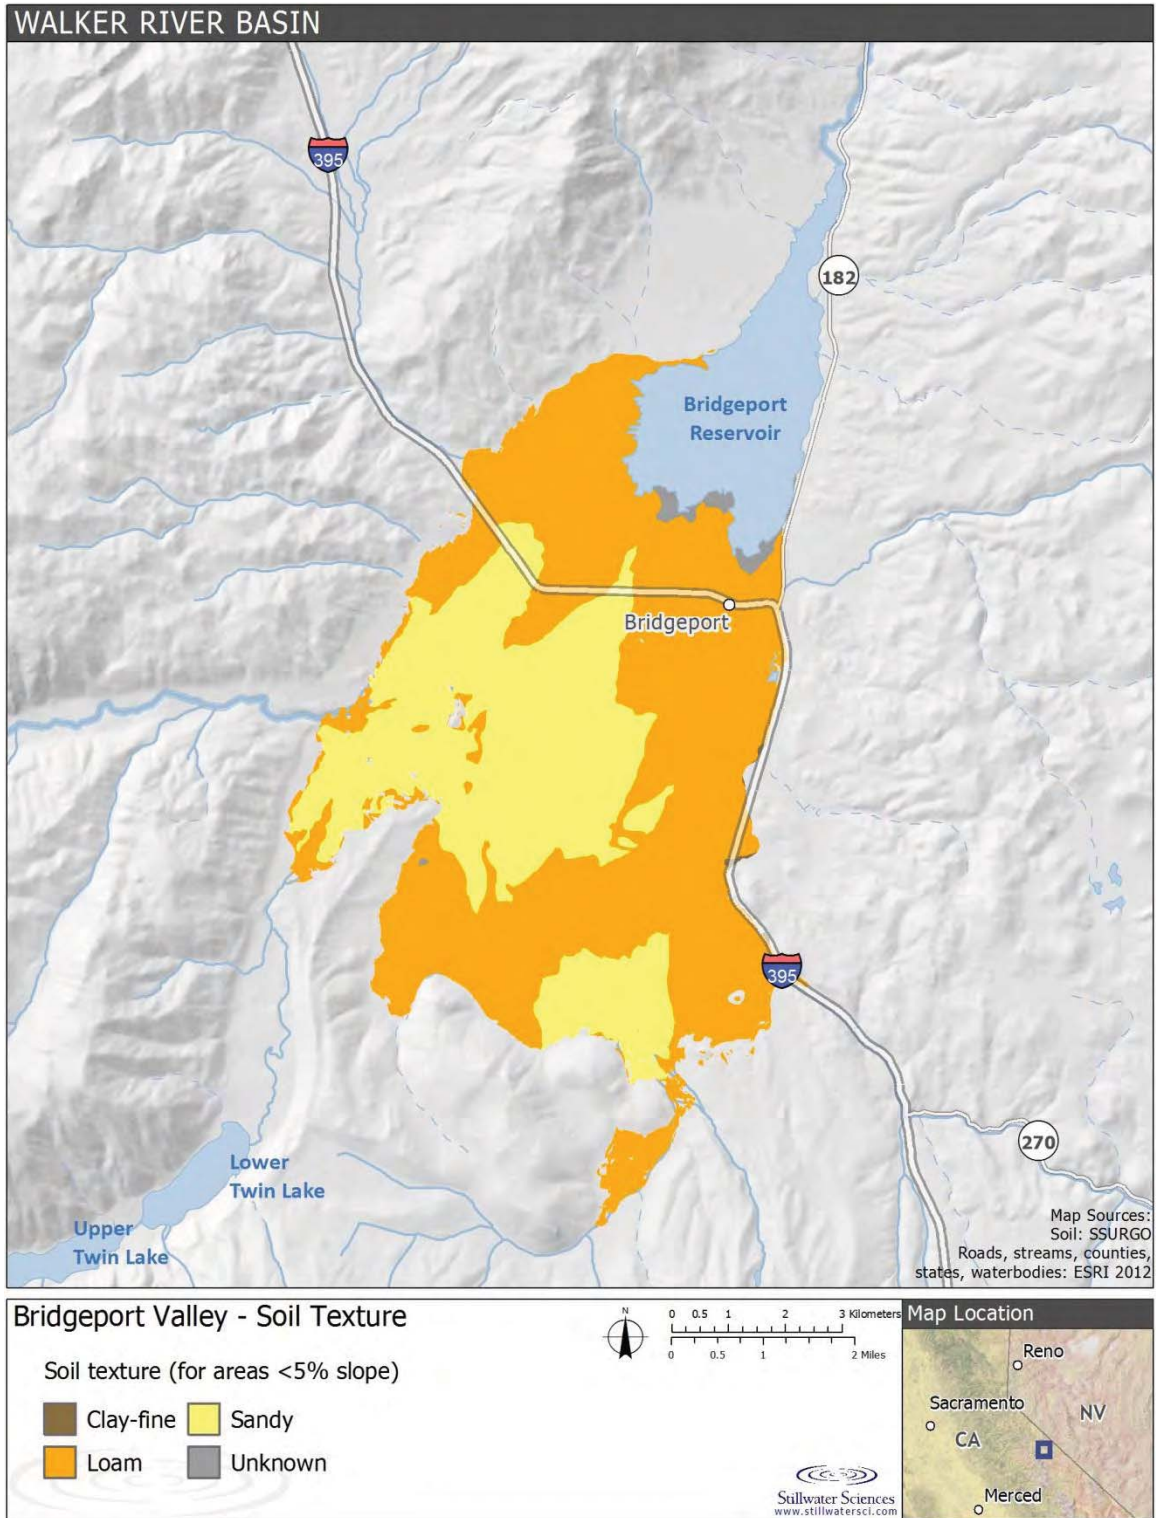 WALKER RIVER BASIN
395
182
Bridgeport
Reservoir
Bridgeport
395
270
Lower
Twin Lake
Upper
Twin Lake
Map Sources:
Soil: SSURGO
Roads, streams, counties,
states, waterbodies: ESRI 2012
Bridgeport Valley - Soil Texture
Soil texture (for areas <5% slope)
Clay-fine
Sandy
Loam
Unknown
N
0 0.5 1 2 3 Kilometers
0 0.5 1 2 Miles
Stillwater Sciences
www.stillwatersci.com
Map Location
Reno
Sacramento
NV
CA
Merced